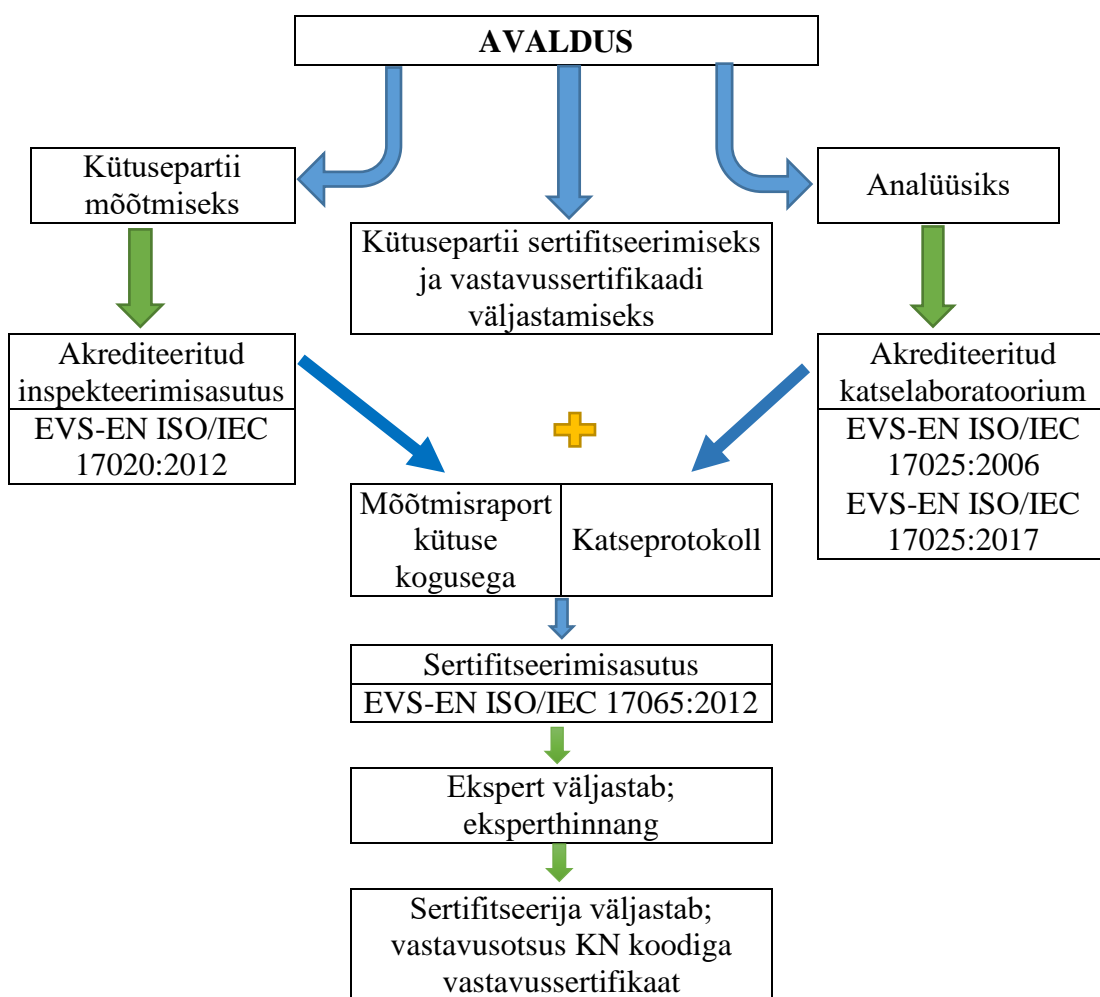 AVALDUS
Kütusepartii
mõõtmiseks
Analüüsiks
Kütusepartii sertifitseerimiseks
ja vastavussertifikaadi
väljastamiseks
Akrediteeritud
inspekteerimisasutus
EVS-EN ISO/IEC
17020:2012
Akrediteeritud
katselaboratoorium
EVS-EN ISO/IEC
17025:2006
EVS-EN ISO/IEC
17025:2017
Mõõtmisraport
kütuse
kogusega
Katseprotokoll
Sertifitseerimisasutus
EVS-EN ISO/IEC 17065:2012
Ekspert väljastab;
eksperthinnang
Sertifitseerija väljastab;
vastavusotsus KN koodiga
vastavussertifikaat